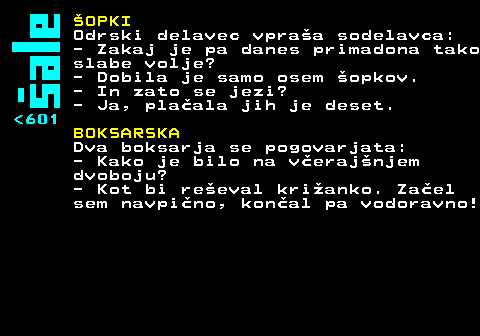 Šale
<601
ŠOPKI
Odrski delavec vpraša sodelavca:
- Zakaj je pa danes primadona tako
slabe volje?
- Dobila je samo osem šopkov.
- In zato se jezi?
- Ja, plačala jih je deset.
BOKSARSKA
Dva boksarja se pogovarjata:
- Kako je bilo na včerajšnjem
dvoboju?
- Kot bi reševal križanko. Začel
sem navpično, končal pa vodoravno!